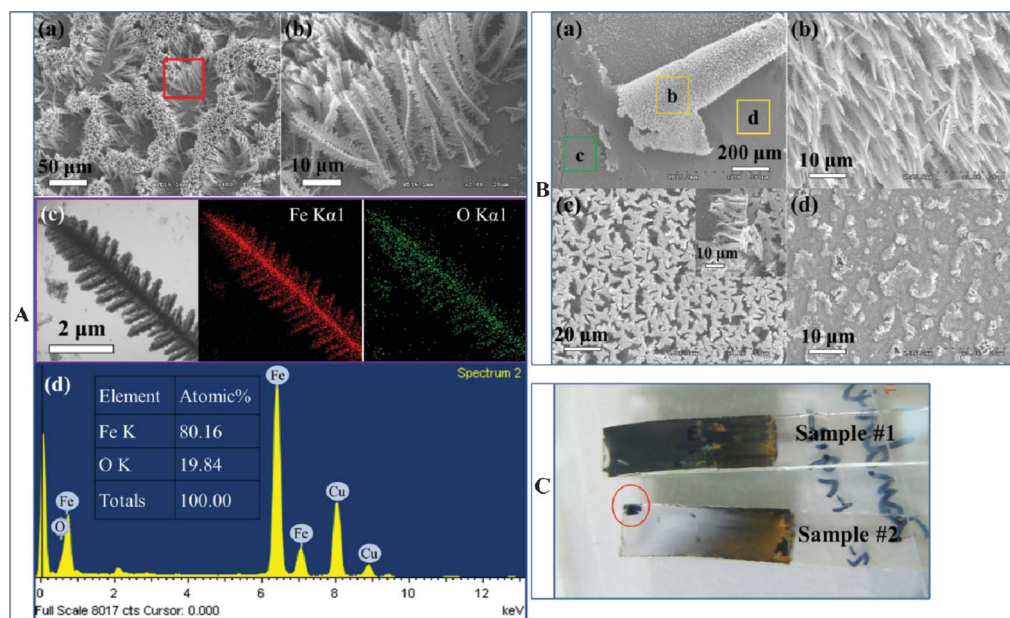 A
(a)
50 µm
(b)
10 µm
(c)
2 µm
Fe Kα1
O Kα1
(d)
Spectrum 2
Element Atomic%
Fe K 80.16
O K 19.84
Totals 100.00
Fe
O
Fe
Fe
Cu
Cu
0 2 4 6 8 10 12
Full Scale 8017 cts Cursor: 0.000
keV
B
(a)
b
c
d
200 µm
(b)
10 µm
(c)
10 µm
20 µm
(d)
10 µm
C
Sample #1
Sample #2